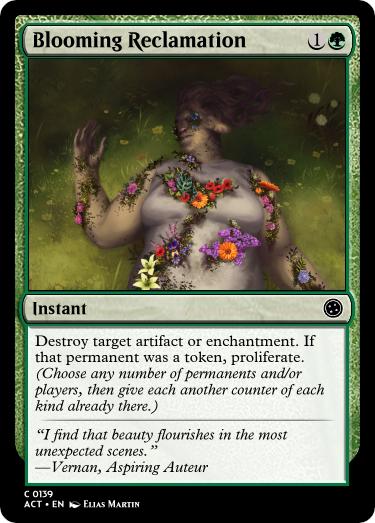 Blooming Reclamation 1
Instant
Destroy target artifact or enchantment. If
that permanent was a token, proliferate.
(Choose any number of permanents and/or
players, then give each another counter of each
kind already there.)
“I find that beauty flourishes in the most
unexpected scenes.”
—Vernan, Aspiring Auteur
C 0139
ACT • EN Elias Martin